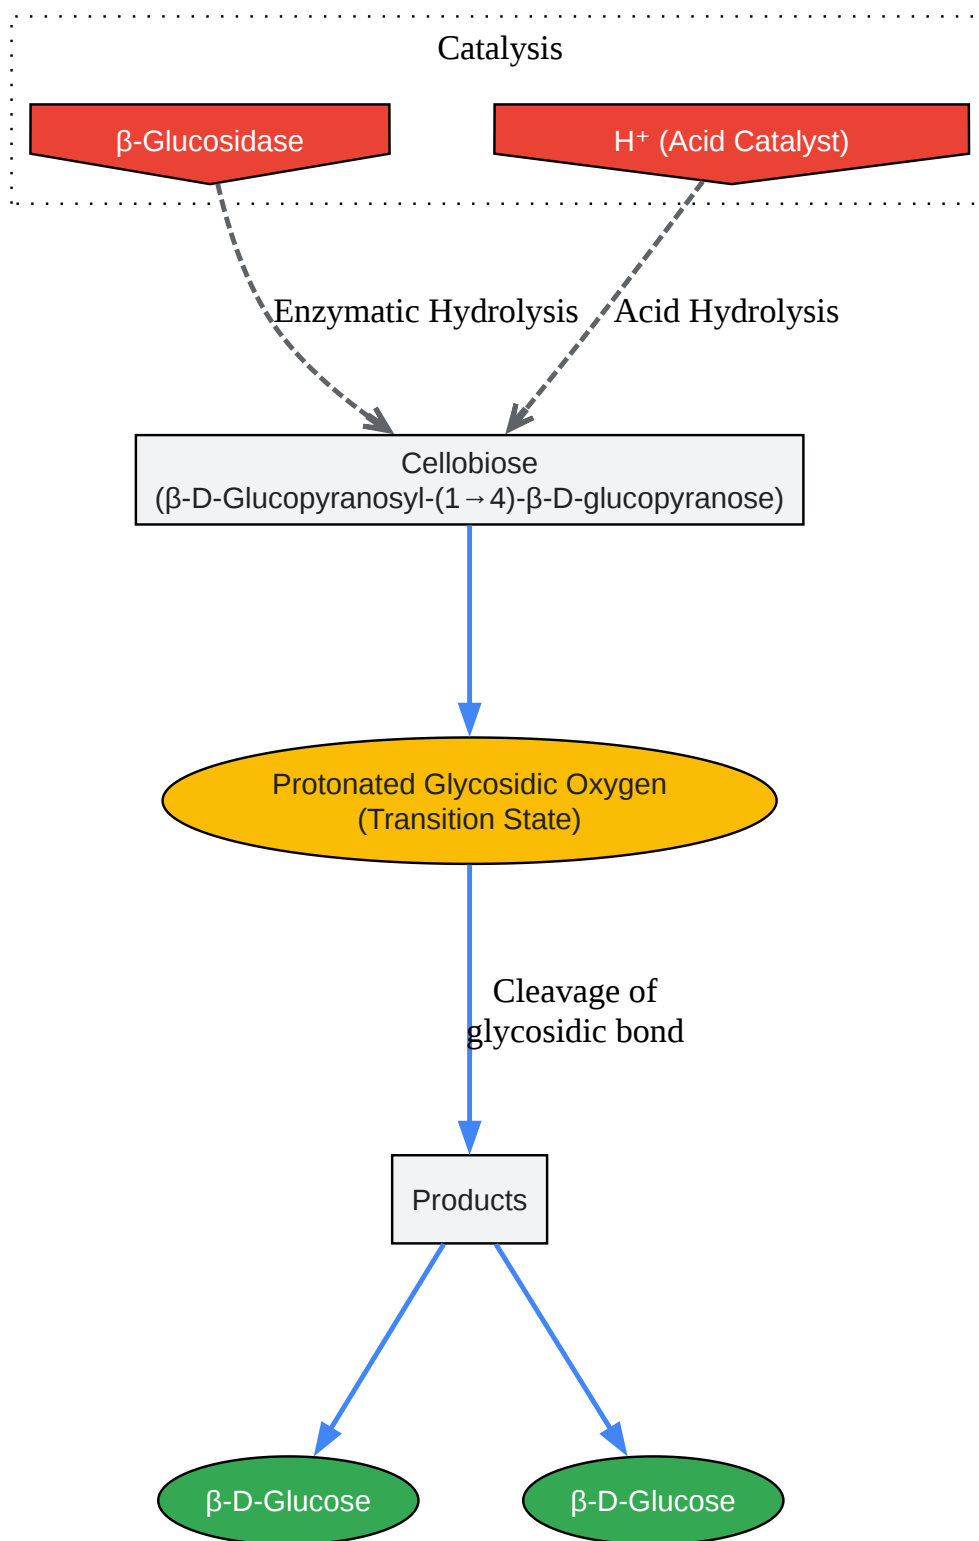 Catalysis
β-Glucosidase
H⁺ (Acid Catalyst)
Enzymatic Hydrolysis
Acid Hydrolysis
Cellobiose
(β-D-Glucopyranosyl-(1→4)-β-D-glucopyranose)
Protonated Glycosidic Oxygen
(Transition State)
Cleavage of
glycosidic bond
Products
β-D-Glucose
β-D-Glucose